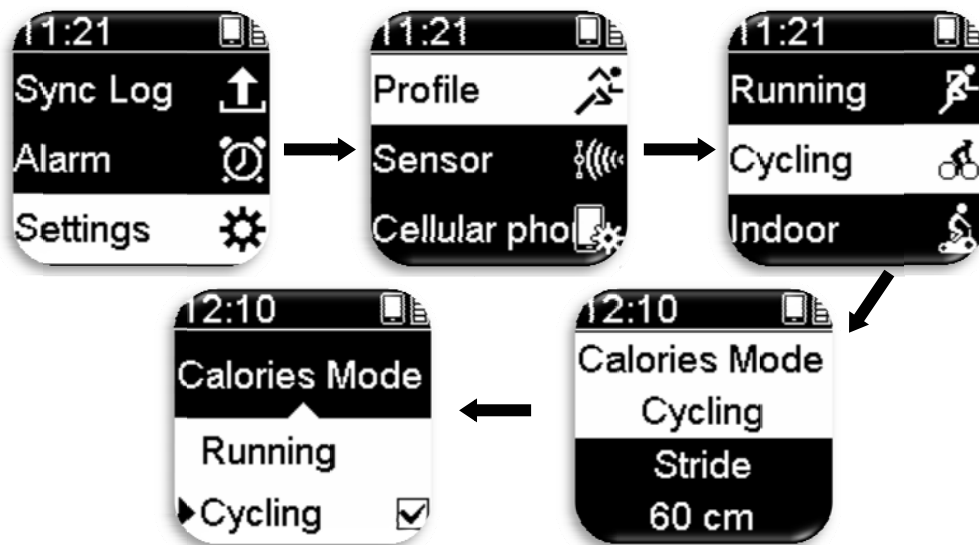 11:21
Sync Log
Alarm
Settings
11:21
Profile
Sensor
Cellular pho
11:21
Running
Cycling
Indoor
12:10
Calories Mode
Cycling
Stride
60 cm
12:10
Calories Mode
Running
Cycling